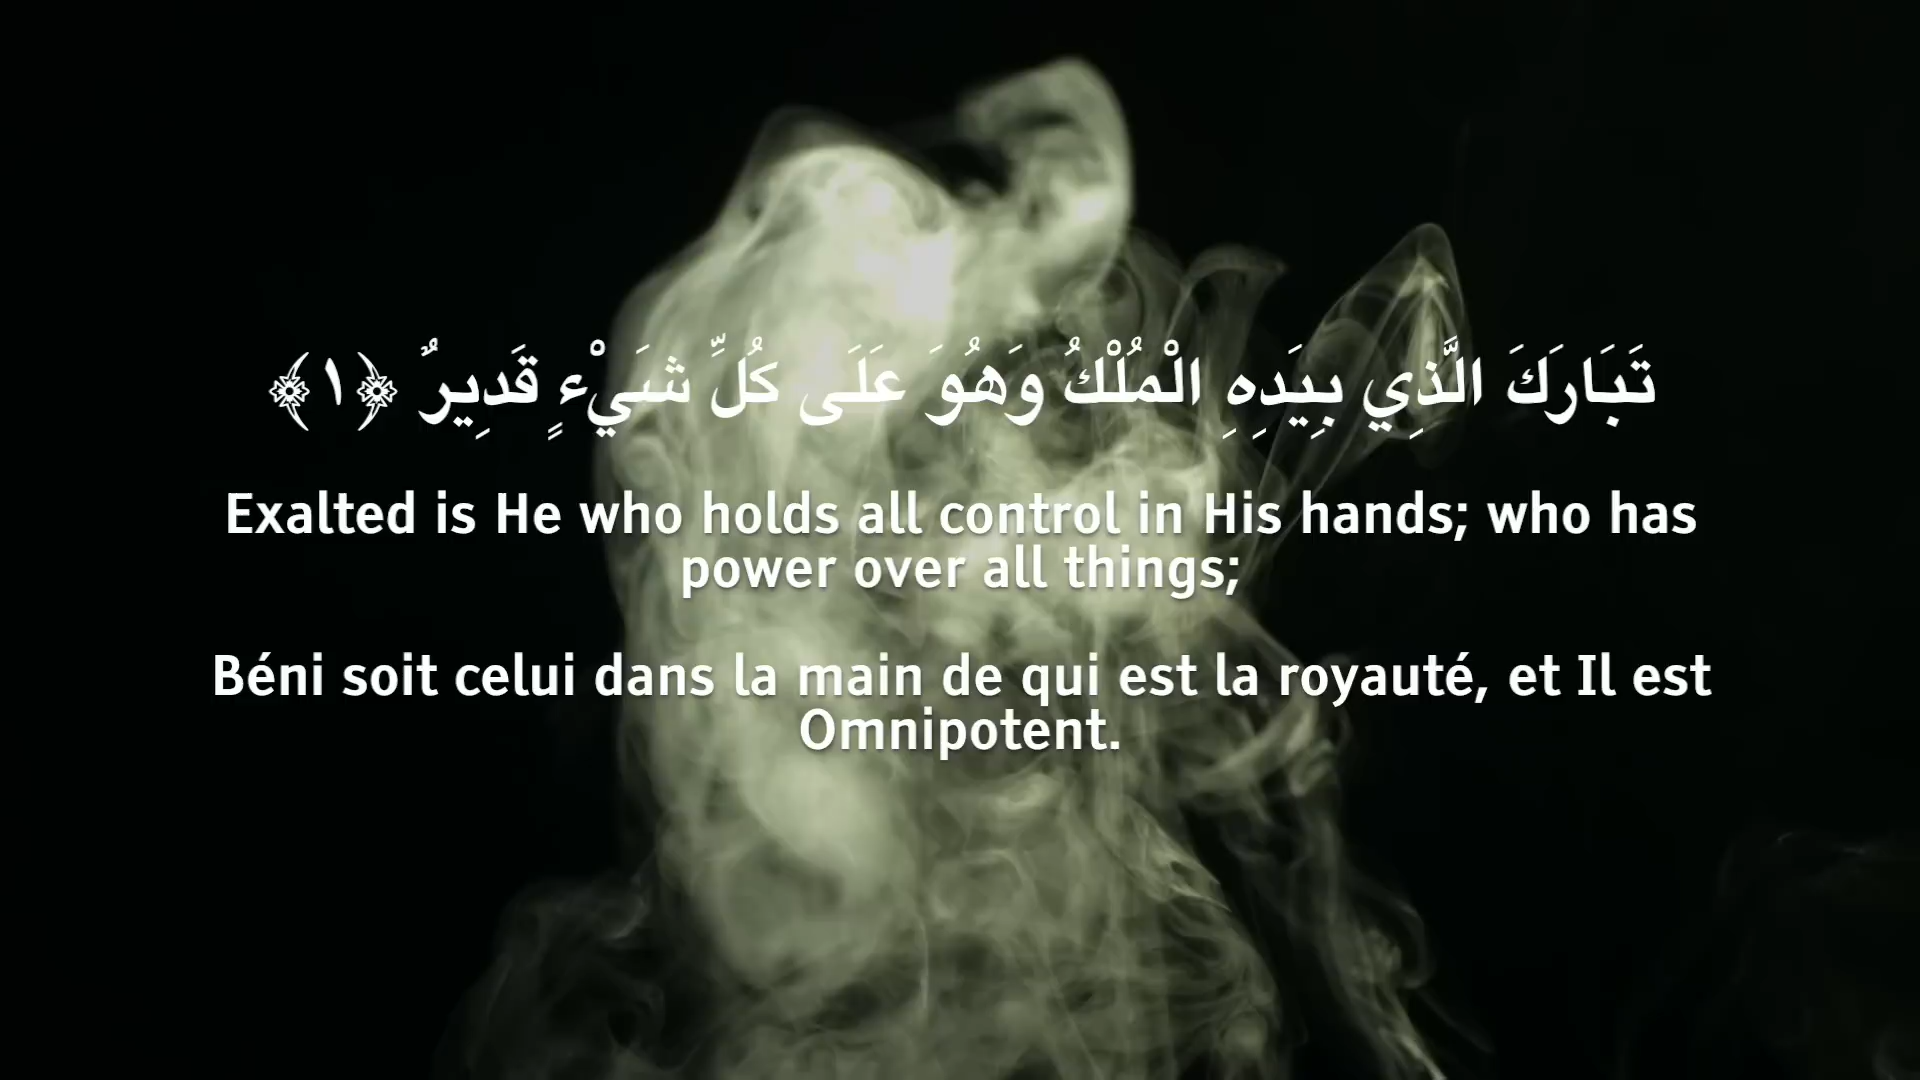 تَبَارَكَ الَّذِي بِيَدِهِ الْمُلْكُ وَهُوَ عَلَى كُلِّ شَيْءٍ قَدِيرٌ ﴿١﴾
Exalted is He who holds all control in His hands; who has
power over all things;
Béni soit celui dans la main de qui est la royauté, et Il est
Omnipotent.